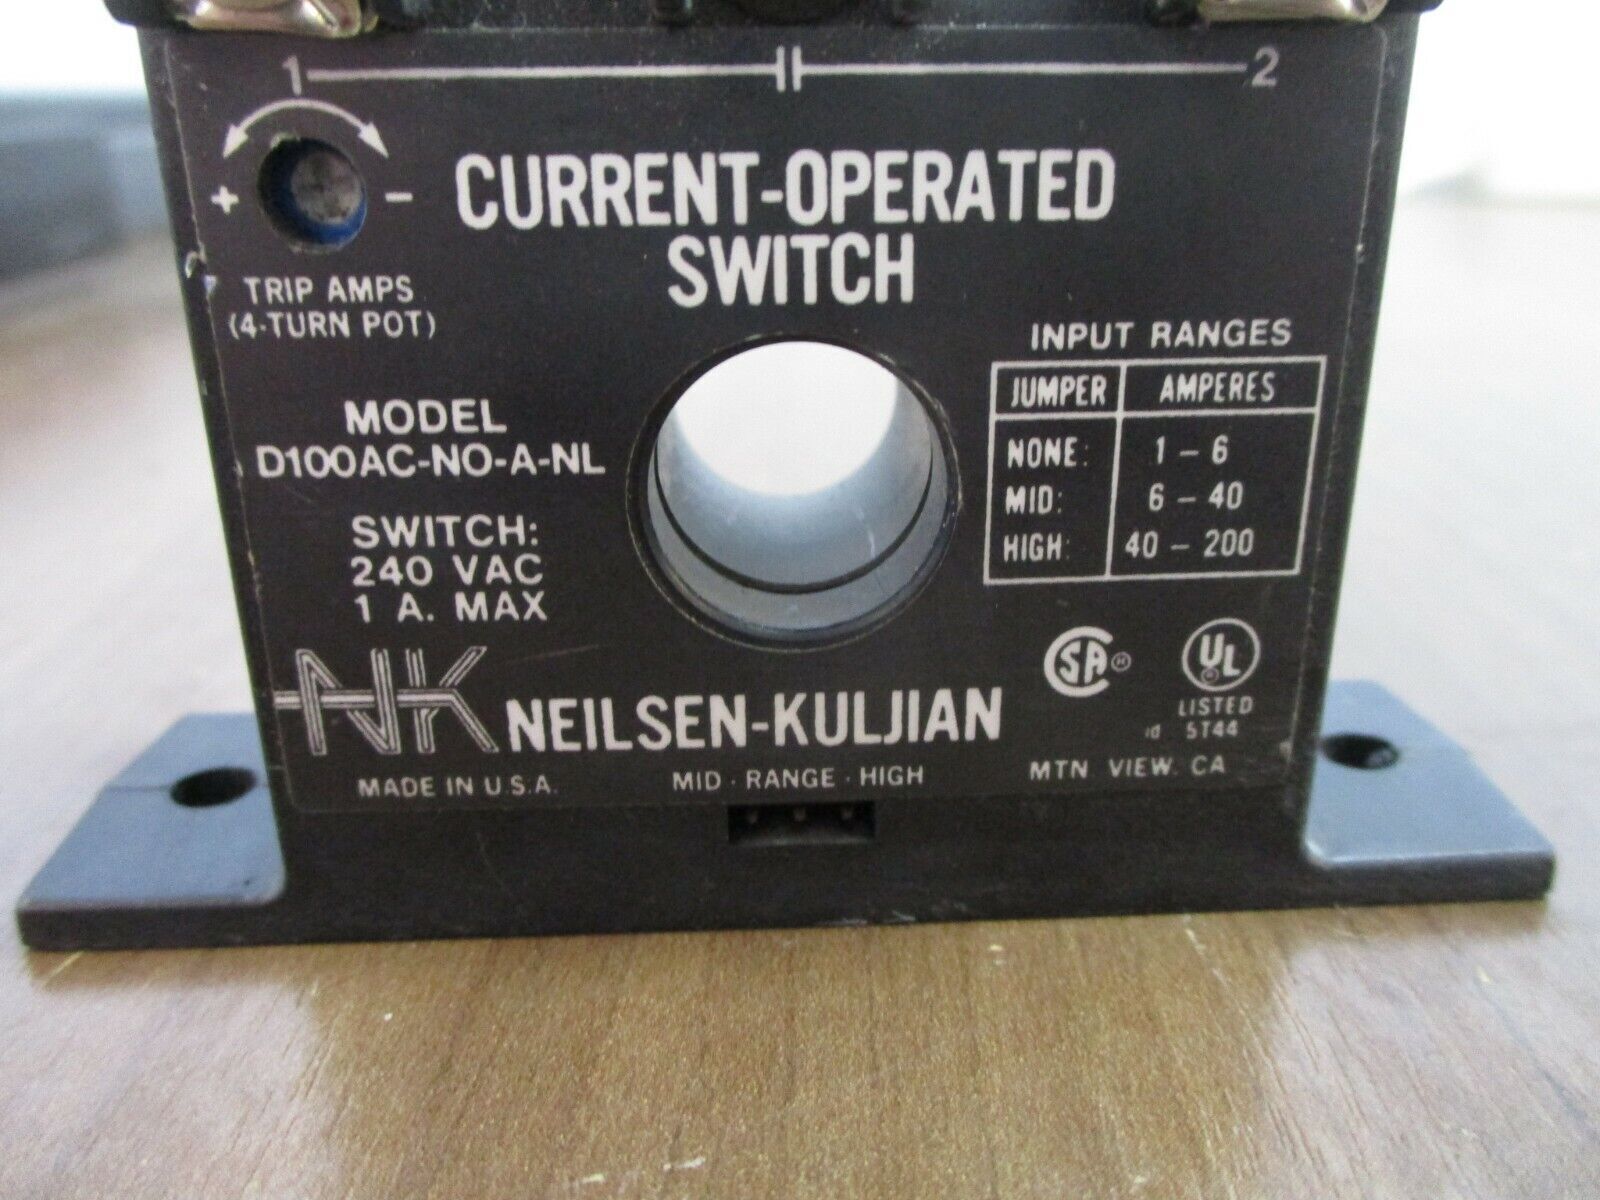 1 2
+ -
CURRENT-OPERATED
SWITCH
TRIP AMPS
(4-TURN POT)
MODEL
D100AC-NO-A-NL
SWITCH:
240 VAC
1 A. MAX
INPUT RANGES
JUMPER AMPERES
NONE: 1 - 6
MID: 6 - 40
HIGH: 40 - 200
NK NEILSEN-KULJIAN
SA ®
UL ®
LISTED
5T44
MADE IN U.S.A. MID · RANGE · HIGH MTN. VIEW. CA